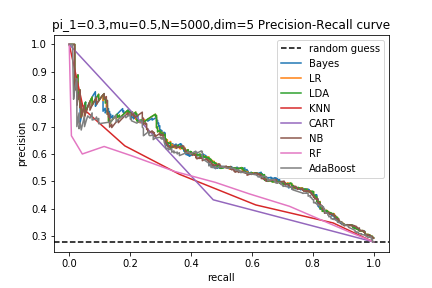 pi_1=0.3,mu=0.5,N=5000,dim=5 Precision-Recall curve
1.0
0.9
0.8
0.7
0.6
0.5
0.4
0.3
precision
random guess
Bayes
LR
LDA
KNN
CART
NB
RF
AdaBoost
0.0 0.2 0.4 0.6 0.8 1.0
recall